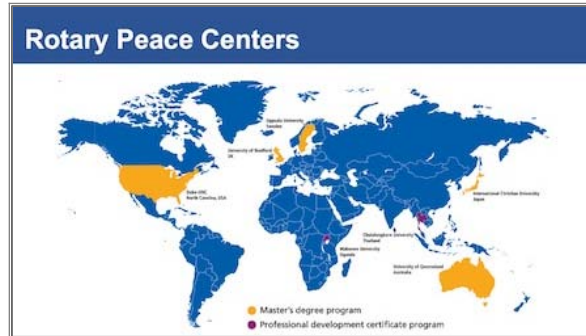 Rotary Peace Centers
Uppsala University
Sweden
University of Bradford
UK
Duke-UNC
North Carolina, USA
International Christian University
Japan
Chulalongkorn University
Thailand
Makerere University
Uganda
University of Queensland
Australia
Master's degree program
Professional development certificate program